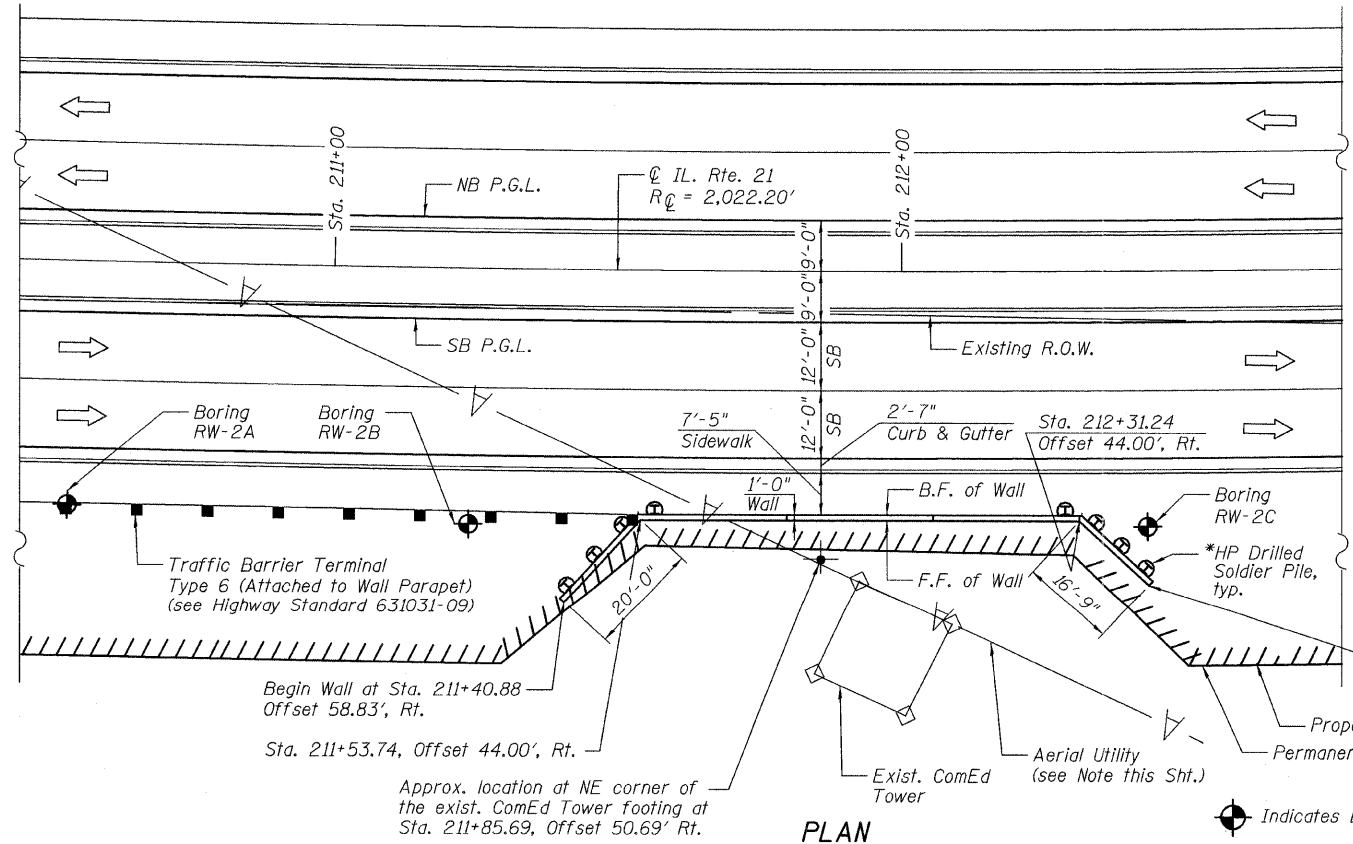 Sta. 211+00
NB P.G.L.
℄ IL. Rte. 21
R℄ = 2,022.20'
Sta. 212+00
9'-0"
9'-0"
12'-0"
SB
12'-0"
SB
SB P.G.L.
Existing R.O.W.
Boring
RW-2A
Boring
RW-2B
7'-5"
Sidewalk
2'-7"
Curb & Gutter
Sta. 212+31.24
Offset 44.00', Rt.
1'-0"
Wall
B.F. of Wall
Boring
RW-2C
Traffic Barrier Terminal
Type 6 (Attached to Wall Parapet)
(see Highway Standard 631031-09)
20'-0"
F.F. of Wall
16'-9"
*HP Drilled
Soldier Pile,
typ.
Begin Wall at Sta. 211+40.88
Offset 58.83', Rt.
Sta. 211+53.74, Offset 44.00', Rt.
Approx. location at NE corner of
the exist. ComEd Tower footing at
Sta. 211+85.69, Offset 50.69' Rt.
Exist. ComEd
Tower
Aerial Utility
(see Note this Sht.)
Prop
Permaner
PLAN
Indicates